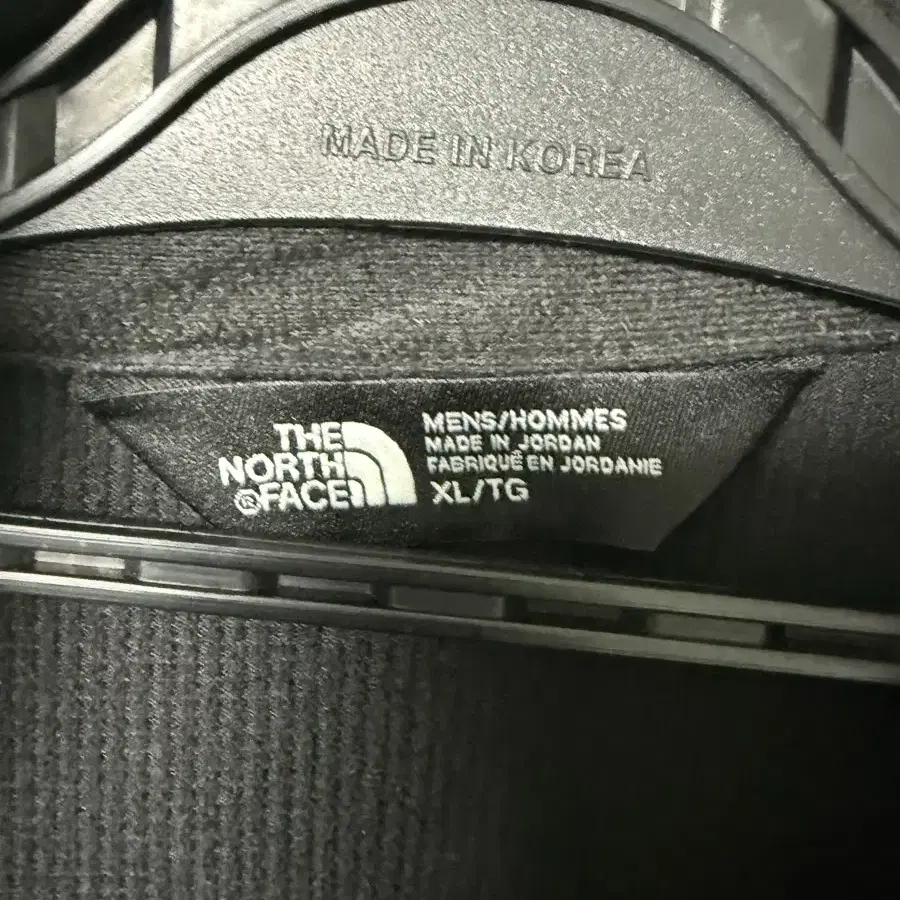 MADE IN KOREA
THE
NORTH
®FACE
MENS/HOMMES
MADE IN JORDAN
FABRIQUÉ EN JORDANIE
XL/TG